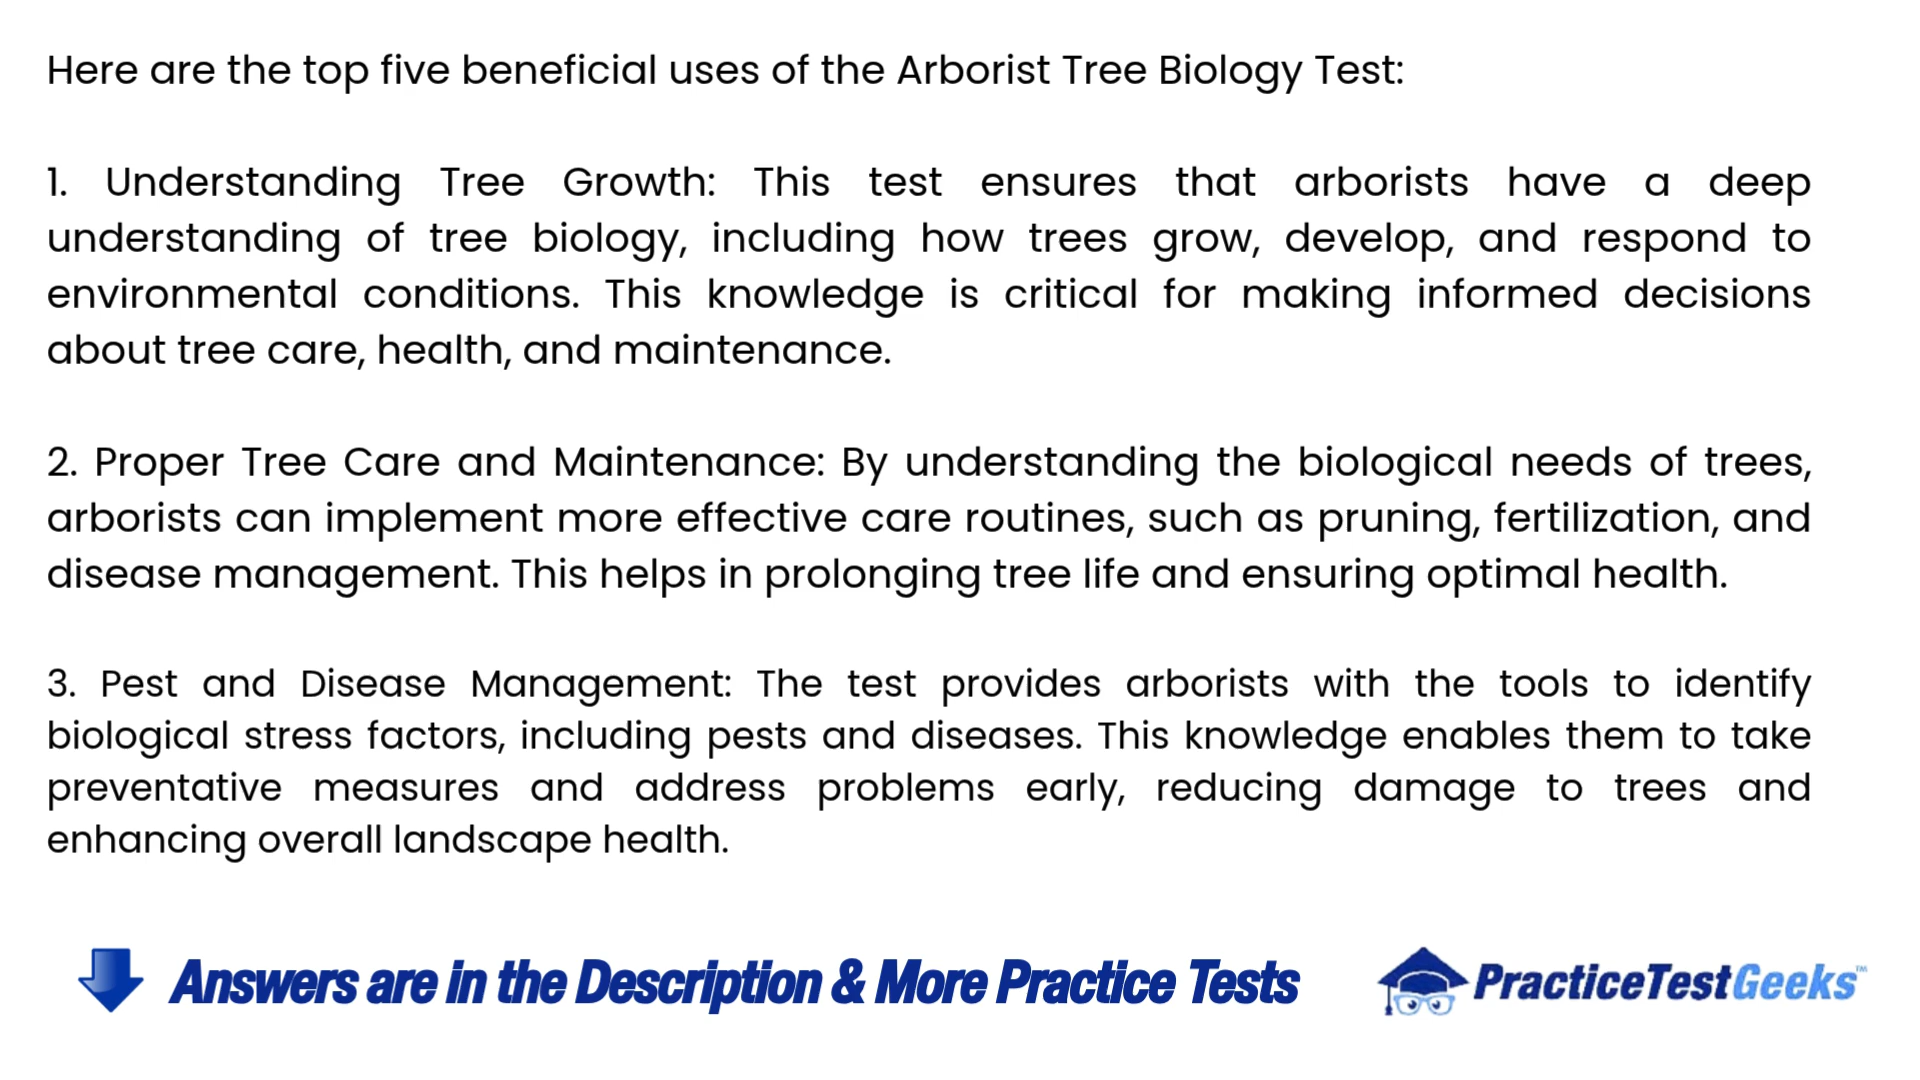 Here are the top five beneficial uses of the Arborist Tree Biology Test:
1. Understanding Tree Growth: This test ensures that arborists have a deep
understanding of tree biology, including how trees grow, develop, and respond to
environmental conditions. This knowledge is critical for making informed decisions
about tree care, health, and maintenance.
2. Proper Tree Care and Maintenance: By understanding the biological needs of trees,
arborists can implement more effective care routines, such as pruning, fertilization, and
disease management. This helps in prolonging tree life and ensuring optimal health.
3. Pest and Disease Management: The test provides arborists with the tools to identify
biological stress factors, including pests and diseases. This knowledge enables them to take
preventative measures and address problems early, reducing damage to trees and
enhancing overall landscape health.
Answers are in the Description & More Practice Tests
PracticeTestGeeks™